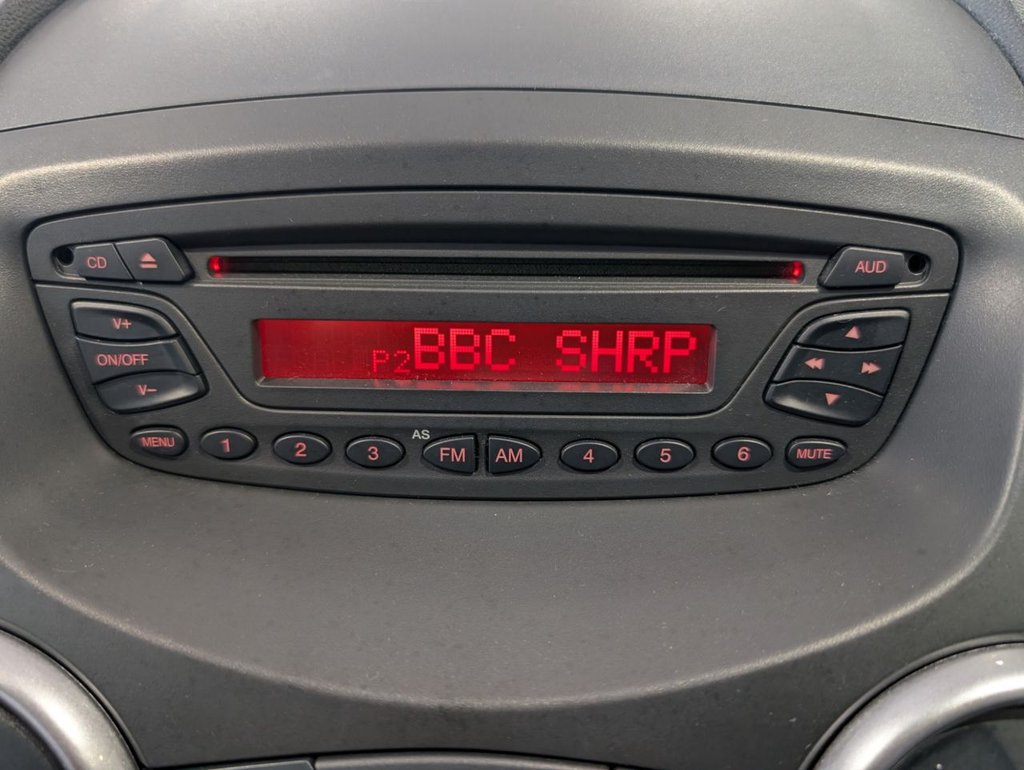 CD
AUD
V+
ON/OFF
V–
P2 BBC SHRP
MENU 1 2 3 AS FM AM 4 5 6 MUTE